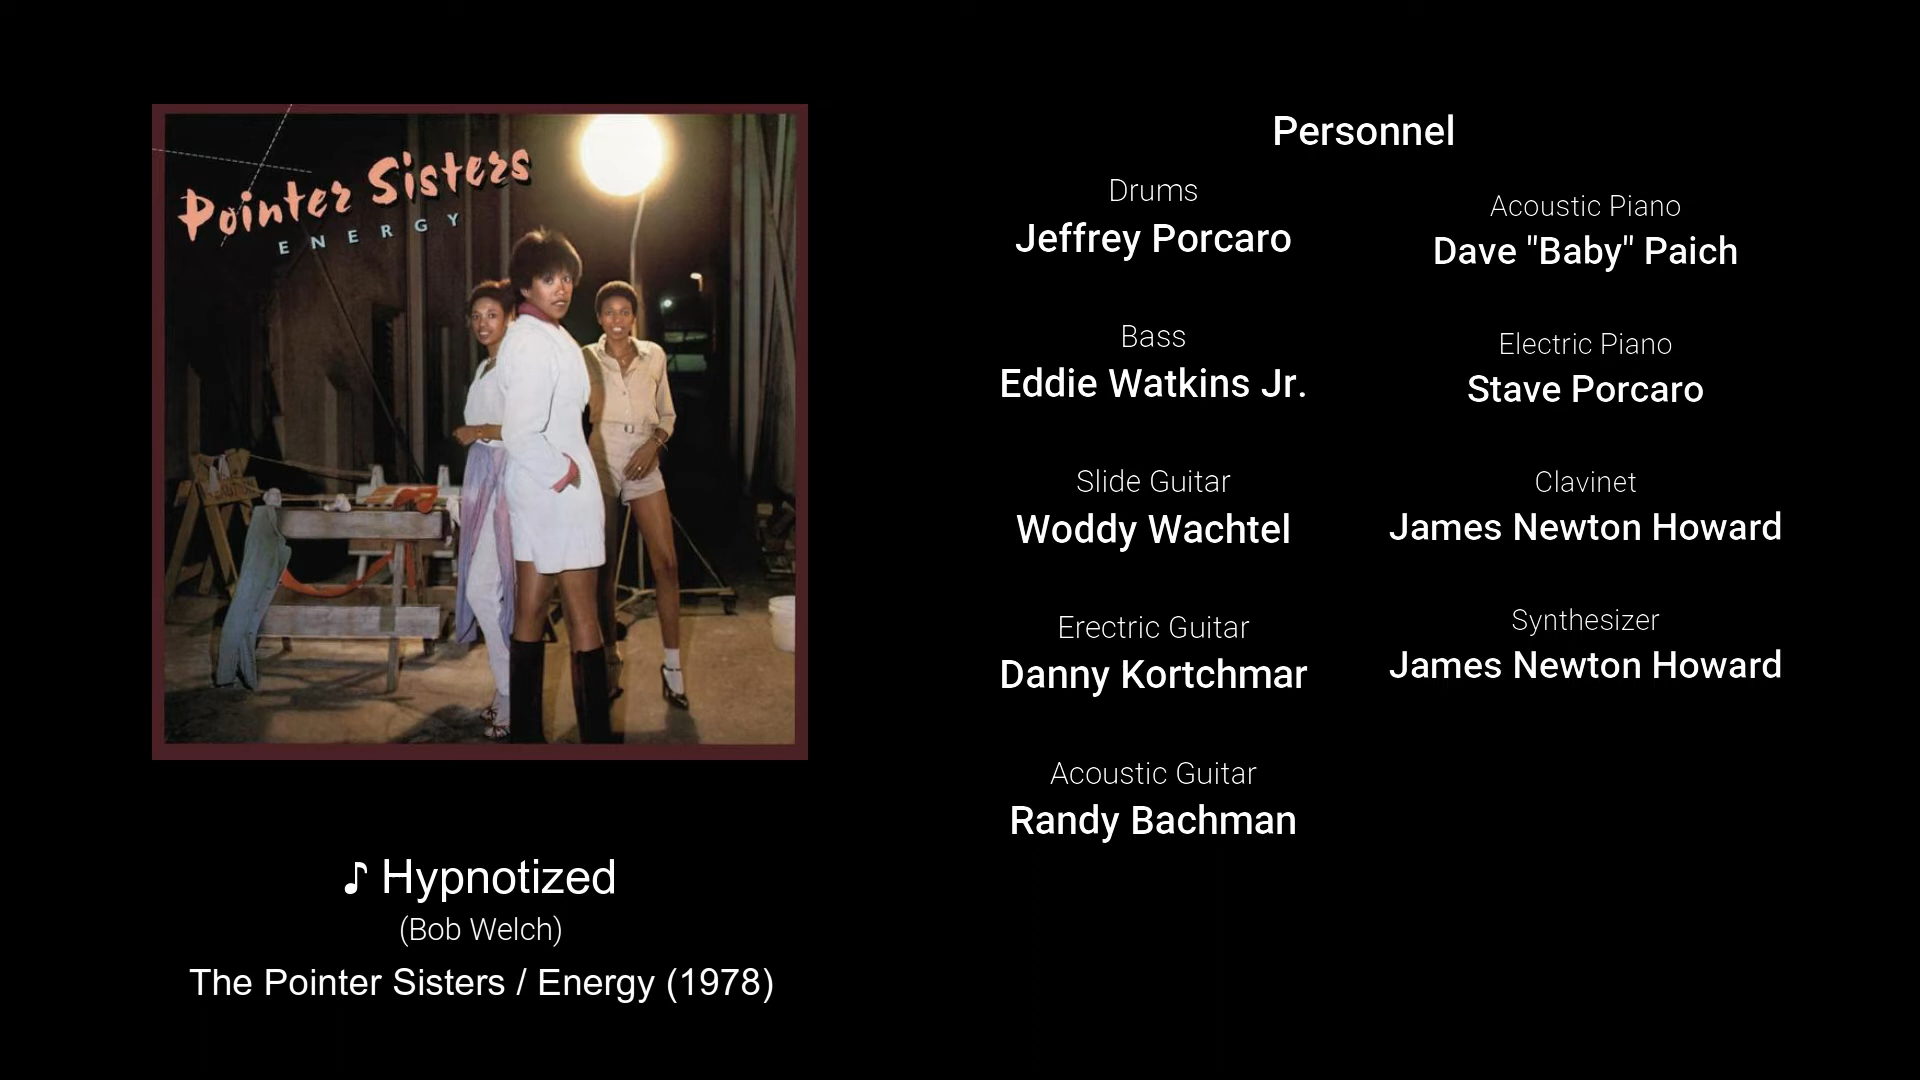 Pointer Sisters
ENERGY
♪ Hypnotized
(Bob Welch)
The Pointer Sisters / Energy (1978)
Personnel
Drums
Jeffrey Porcaro
Bass
Eddie Watkins Jr.
Slide Guitar
Woddy Wachtel
Erectric Guitar
Danny Kortchmar
Acoustic Guitar
Randy Bachman
Acoustic Piano
Dave "Baby" Paich
Electric Piano
Stave Porcaro
Clavinet
James Newton Howard
Synthesizer
James Newton Howard